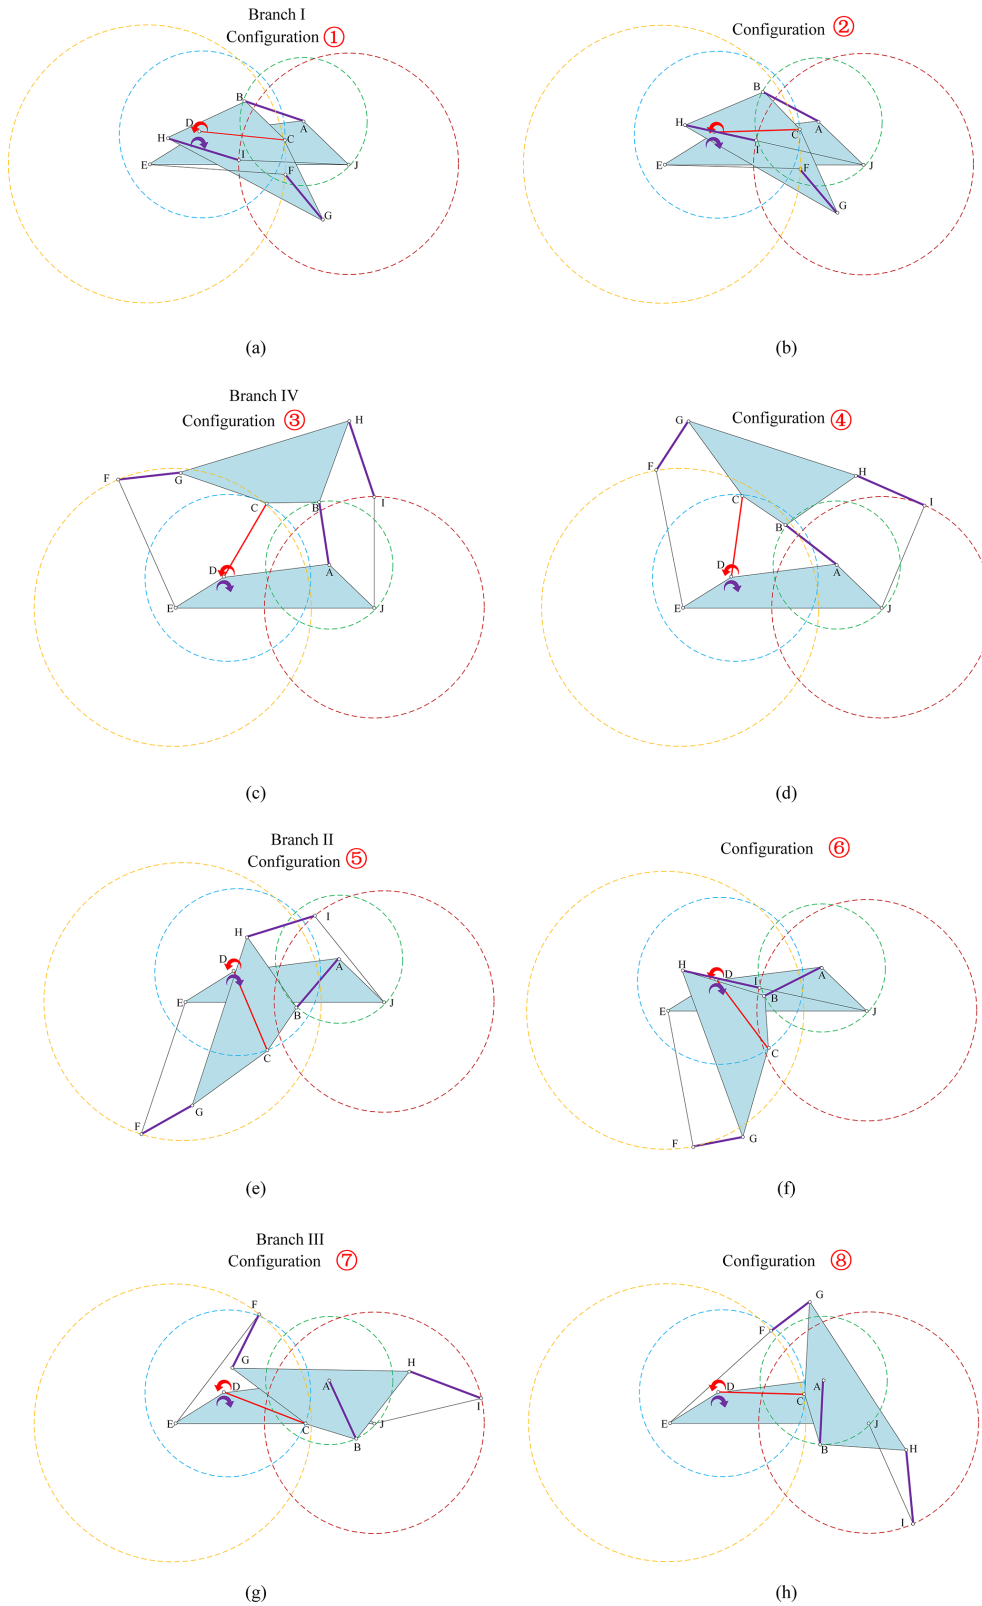 Branch I
Configuration ①
Configuration ②
B
D
A
H
C
I
E
F
J
G
B
H
A
C
I
E
F
J
G
(a)
(b)
Branch IV
Configuration ③
Configuration ④
H
F
G
C
B
I
D
A
E
J
G
F
H
C
I
B
D
A
E
J
(c)
(d)
Branch II
Configuration ⑤
Configuration ⑥
I
H
D
A
E
J
B
C
G
F
H
D
A
I
B
E
J
C
F
G
(e)
(f)
Branch III
Configuration ⑦
Configuration ⑧
F
G
H
D
A
I
E
C
J
B
G
F
D
A
C
E
J
B
H
I
(g)
(h)